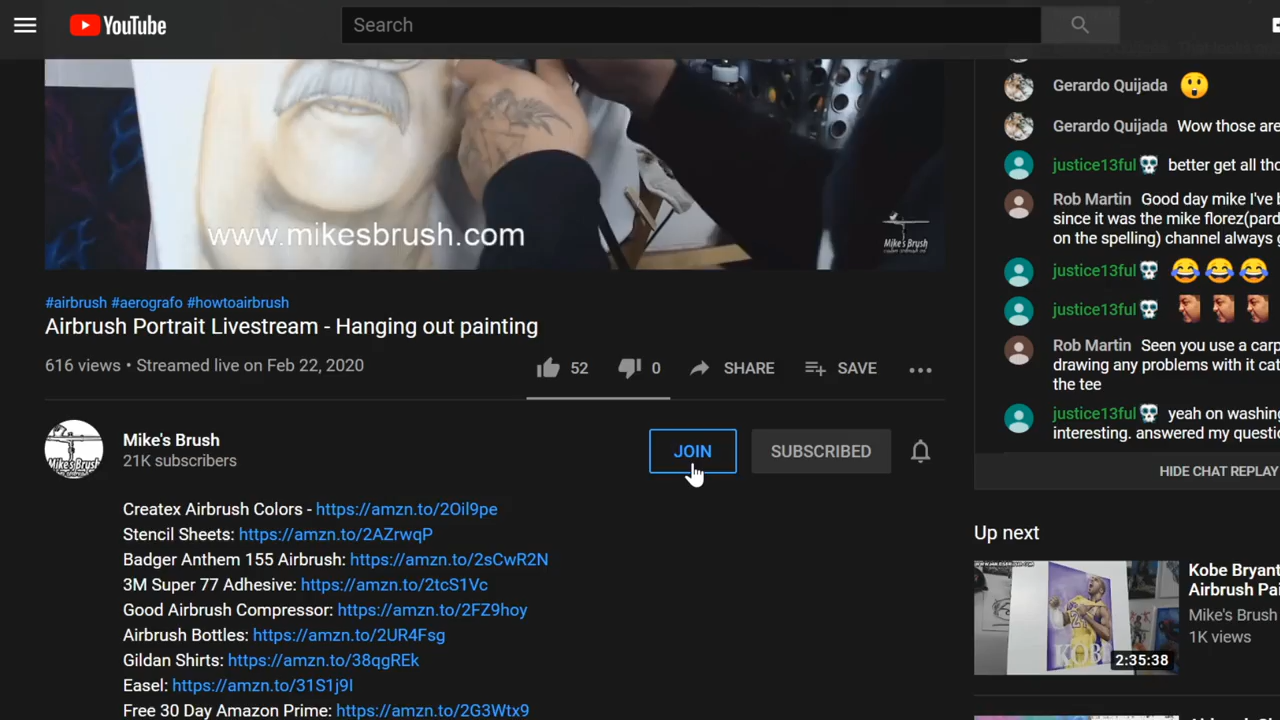 YouTube
Search
Gerardo Quijada
Gerardo Quijada Wow those are
justice13ful better get all tho
Rob Martin Good day mike I've b
since it was the mike florez(pard
on the spelling) channel always g
justice13ful
justice13ful
Rob Martin Seen you use a carp
drawing any problems with it cat
the tee
justice13ful yeah on washing
interesting. answered my questio
HIDE CHAT REPLAY
www.mikesbrush.com
Mike's Brush
#airbrush #aerografo #howtoairbrush
Airbrush Portrait Livestream - Hanging out painting
616 views • Streamed live on Feb 22, 2020
52
0
SHARE
SAVE
Mike's Brush
Mike's Brush
21K subscribers
JOIN
SUBSCRIBED
Createx Airbrush Colors - https://amzn.to/2Oil9pe
Stencil Sheets: https://amzn.to/2AZrwqP
Badger Anthem 155 Airbrush: https://amzn.to/2sCwR2N
3M Super 77 Adhesive: https://amzn.to/2tcS1Vc
Good Airbrush Compressor: https://amzn.to/2FZ9hoy
Airbrush Bottles: https://amzn.to/2UR4Fsg
Gildan Shirts: https://amzn.to/38qgREk
Easel: https://amzn.to/31S1j9I
Free 30 Day Amazon Prime: https://amzn.to/2G3Wtx9
Up next
KOBE
2:35:38
Kobe Bryant
Airbrush Pai
Mike's Brush
1K views